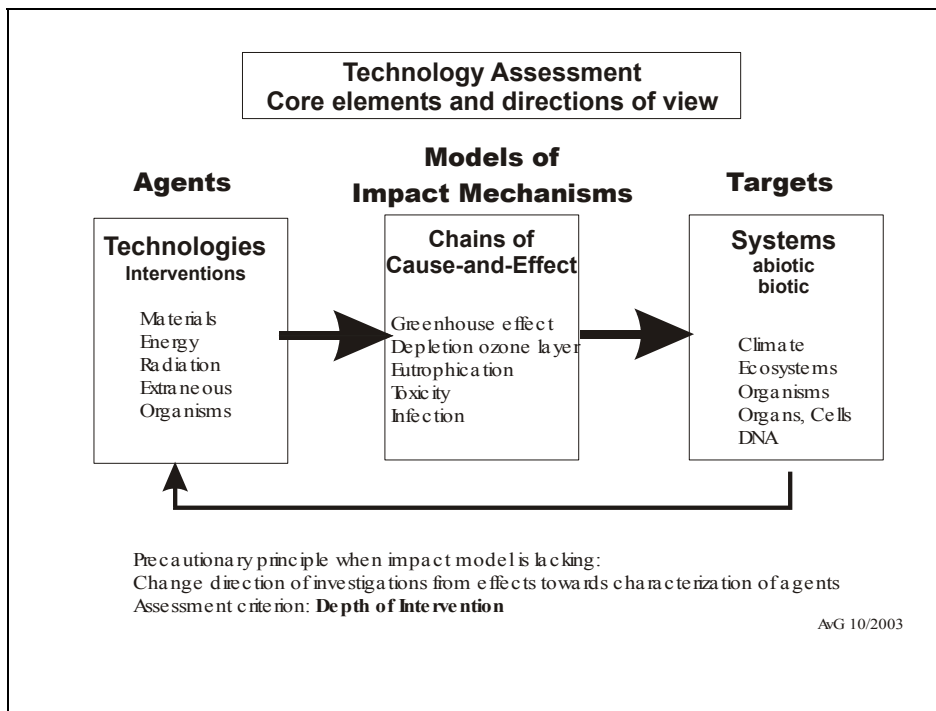 Technology Assessment
Core elements and directions of view
Agents
Models of
Impact Mechanisms
Targets
Technologies
Interventions
Materials
Energy
Radiation
Extraneous
Organisms
Chains of
Cause-and-Effect
Greenhouse effect
Depletion ozone layer
Eutrophication
Toxicity
Infection
Systems
abiotic
biotic
Climate
Ecosystems
Organisms
Organs, Cells
DNA
Precautionary principle when impact model is lacking:
Change direction of investigations from effects towards characterization of agents
Assessment criterion: Depth of Intervention
AvG 10/2003